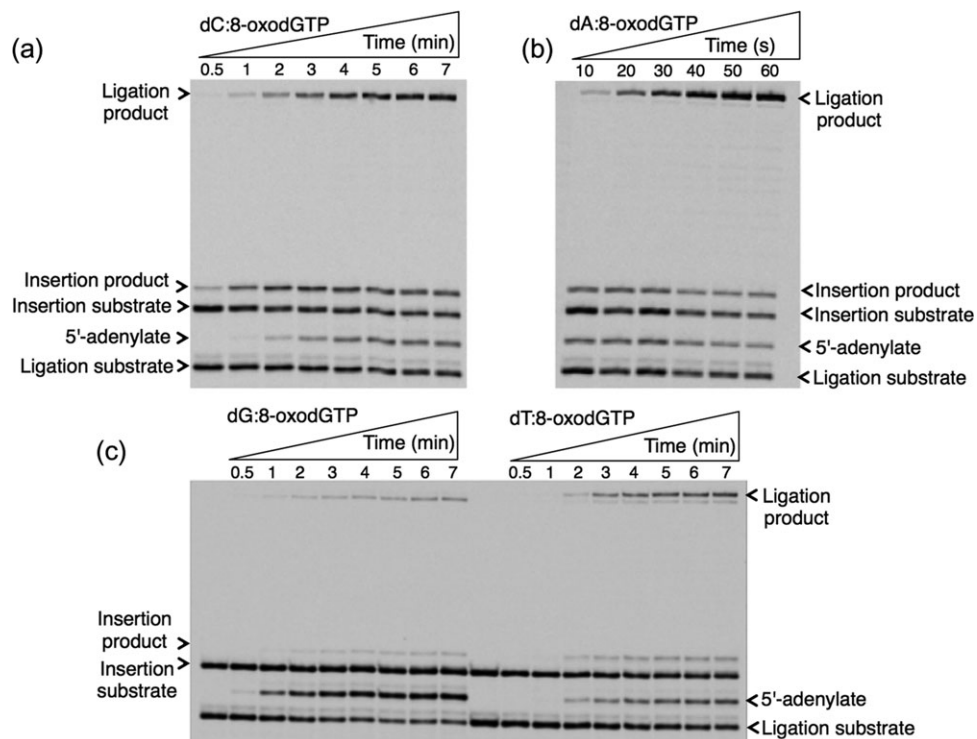 (a)
dC:8-oxodGTP
Time (min)
0.5 1 2 3 4 5 6 7
Ligation
product
Insertion product
Insertion substrate
5'-adenylate
Ligation substrate
(b)
dA:8-oxodGTP
Time (s)
10 20 30 40 50 60
Ligation
product
Insertion product
Insertion substrate
5'-adenylate
Ligation substrate
(c)
dG:8-oxodGTP
Time (min)
0.5 1 2 3 4 5 6 7
dT:8-oxodGTP
Time (min)
0.5 1 2 3 4 5 6 7
Ligation
product
Insertion
product
Insertion
substrate
5'-adenylate
Ligation substrate